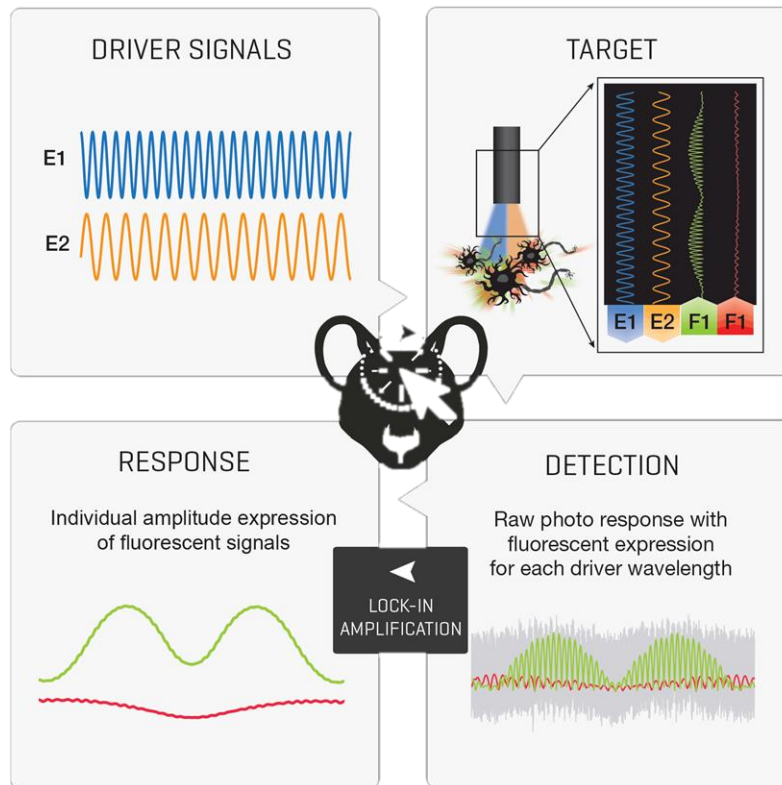 DRIVER SIGNALS
E1
E2
TARGET
E1 E2 F1 F1
RESPONSE
Individual amplitude expression
of fluorescent signals
DETECTION
Raw photo response with
fluorescent expression
for each driver wavelength
LOCK-IN
AMPLIFICATION